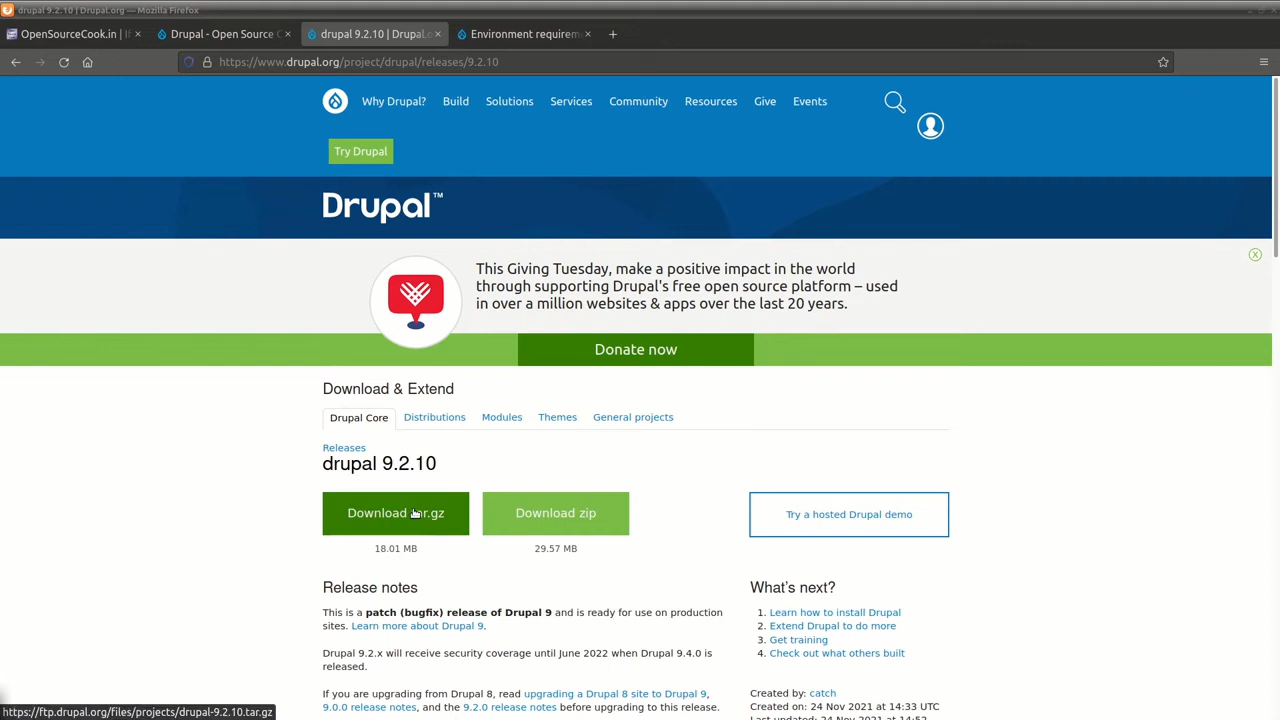 drupal 9.2.10 | Drupal.org — Mozilla Firefox
OpenSourceCook.in | If
Drupal - Open Source C
drupal 9.2.10 | Drupal.o
Environment requirem
https://www.drupal.org/project/drupal/releases/9.2.10
Why Drupal? Build Solutions Services Community Resources Give Events
Try Drupal
Drupal™
This Giving Tuesday, make a positive impact in the world
through supporting Drupal's free open source platform – used
in over a million websites & apps over the last 20 years.
X
Donate now
Download & Extend
Drupal Core Distributions Modules Themes General projects
Releases
drupal 9.2.10
Download tar.gz
Download zip
Try a hosted Drupal demo
18.01 MB
29.57 MB
Release notes
This is a patch (bugfix) release of Drupal 9 and is ready for use on production
sites. Learn more about Drupal 9.
Drupal 9.2.x will receive security coverage until June 2022 when Drupal 9.4.0 is
released.
If you are upgrading from Drupal 8, read upgrading a Drupal 8 site to Drupal 9,
9.0.0 release notes, and the 9.2.0 release notes before upgrading to this release.
What's next?
1. Learn how to install Drupal
2. Extend Drupal to do more
3. Get training
4. Check out what others built
Created by: catch
Created on: 24 Nov 2021 at 14:33 UTC
Last updated: 24 Nov 2021 at 14:52
https://ftp.drupal.org/files/projects/drupal-9.2.10.tar.gz